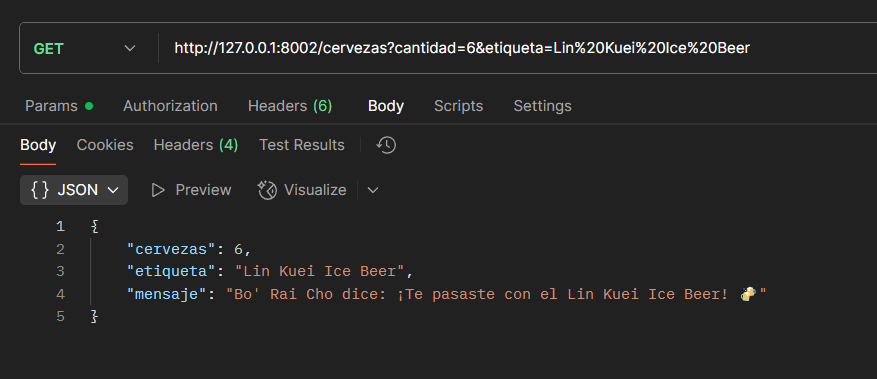 GET http://127.0.0.1:8002/cervezas?cantidad=6&etiqueta=Lin%20Kuei%20Ice%20Beer
Params Authorization Headers (6) Body Scripts Settings
Body Cookies Headers (4) Test Results
{} JSON Preview Visualize
1 {
2 "cervezas": 6,
3 "etiqueta": "Lin Kuei Ice Beer",
4 "mensaje": "Bo' Rai Cho dice: ¡Te pasaste con el Lin Kuei Ice Beer! 🍻"
5 }